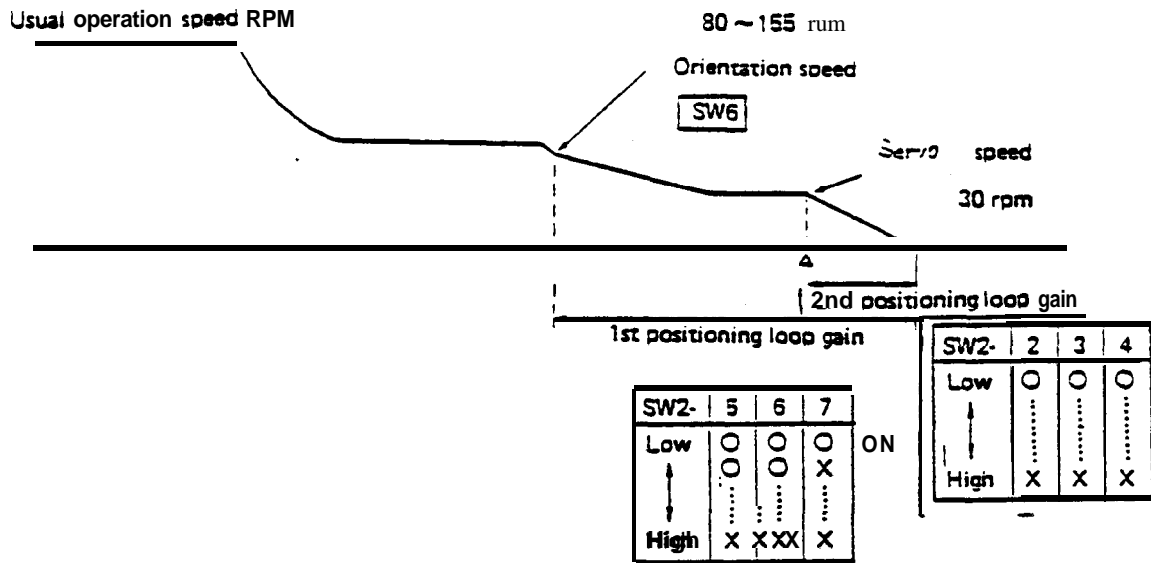 Usual operation speed RPM
80 ~ 155 rum
Orientation speed
SW6
Servo speed
30 rpm
2nd positioning loop gain
1st positioning loop gain
SW2- 2 3 4
Low O O O
High X X X
SW2- 5 6 7
Low O O O ON
O O X
High X X XX X